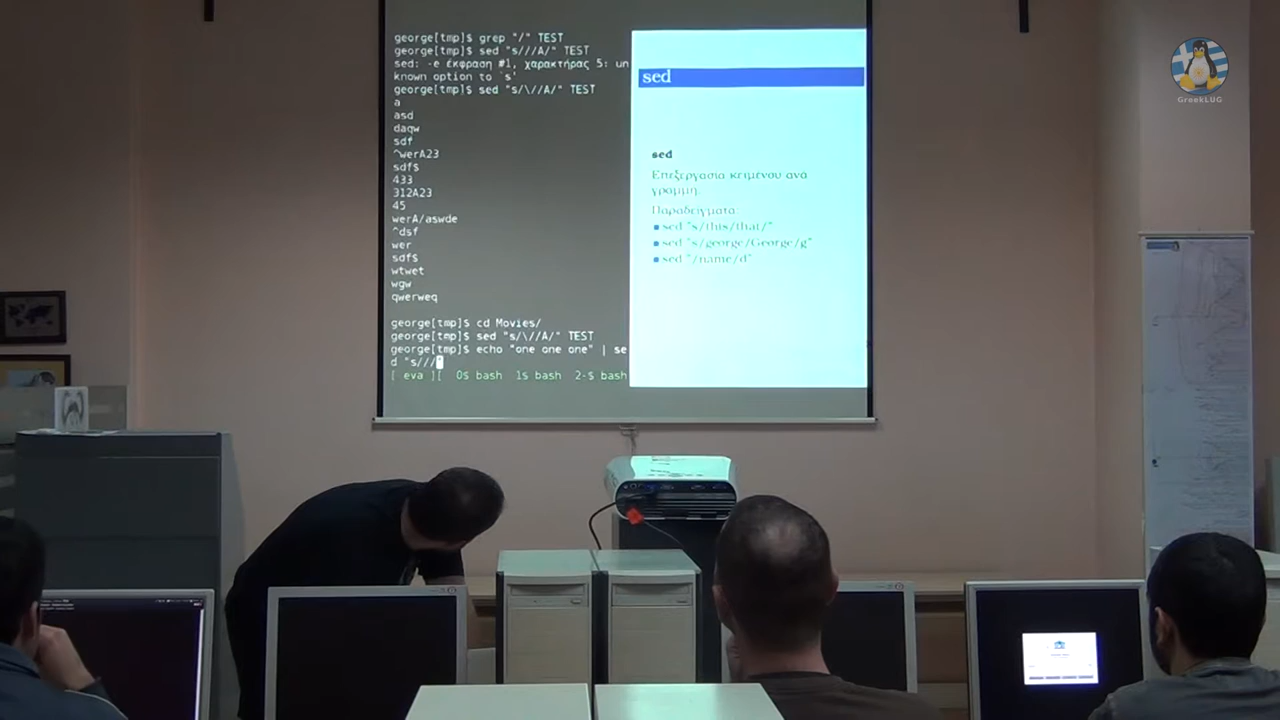 george[tmp]$ grep "/" TEST
george[tmp]$ sed "s///A/" TEST
sed: -e έκφραση #1, χαρακτήρας 5: un
known option to `s'
george[tmp]$ sed "s/\//A/" TEST
a
asd
daqw
sdf
^werA23
sdf$
433
312A23
45
werA/aswde
^dsf
wer
sdf$
wtwet
wgw
qwerweq
george[tmp]$ cd Movies/
george[tmp]$ sed "s/\//A/" TEST
george[tmp]$ echo "one one one" | se
d "s///"
[ eva ][ 0$ bash 1$ bash 2-$ bash
sed
sed
Επεξεργασία κειμένου ανά
γραμμή.
Παραδείγματα
sed "s/this/that/"
sed "s/george/George/g"
sed "/name/d"
GreekLUG